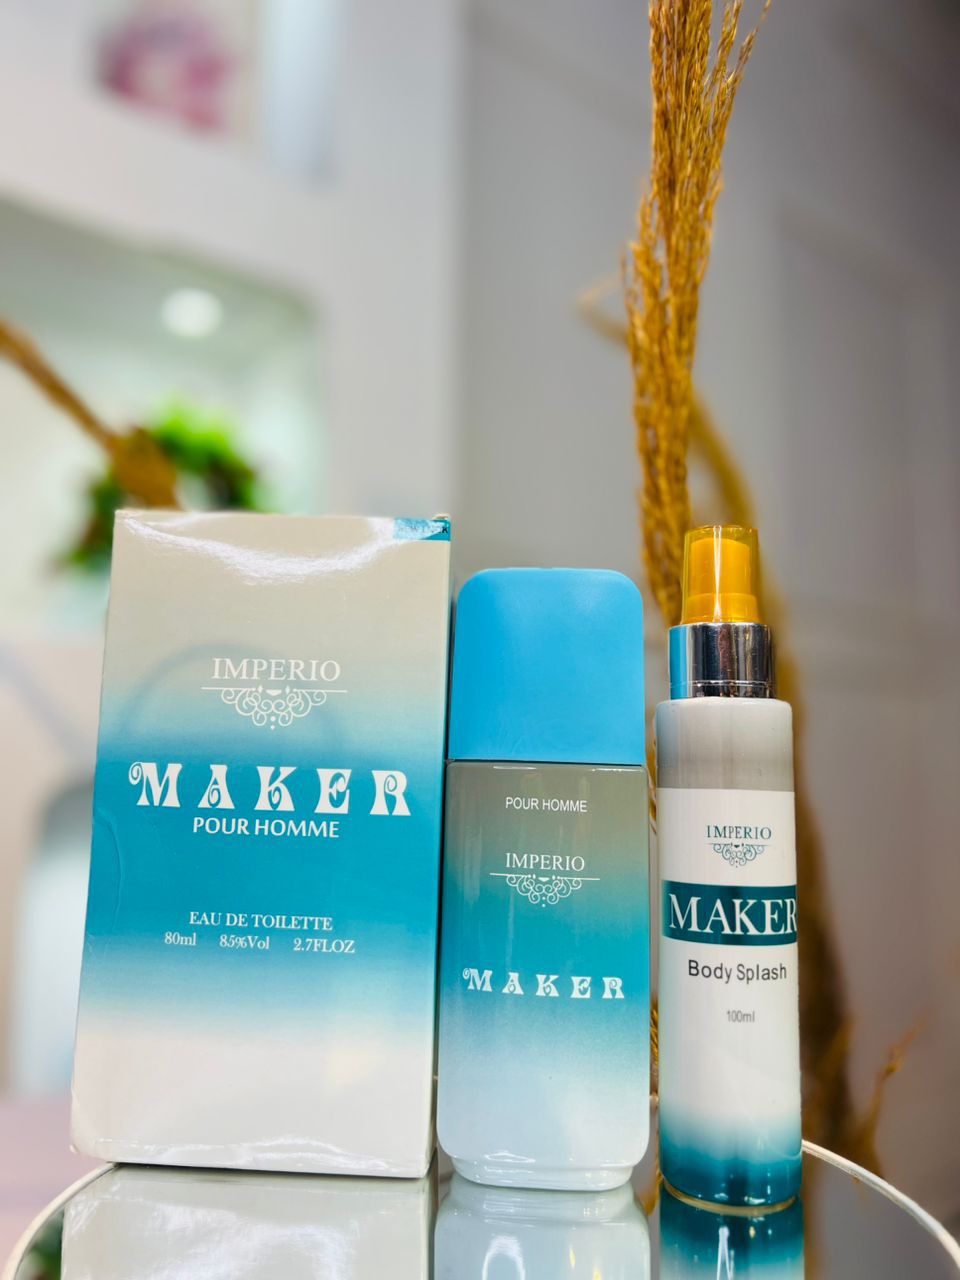 IMPERIO
MAKER
POUR HOMME
EAU DE TOILETTE
80ml 85%Vol 2.7FLOZ
POUR HOMME
IMPERIO
MAKER
IMPERIO
MAKER
Body Splash
100ml